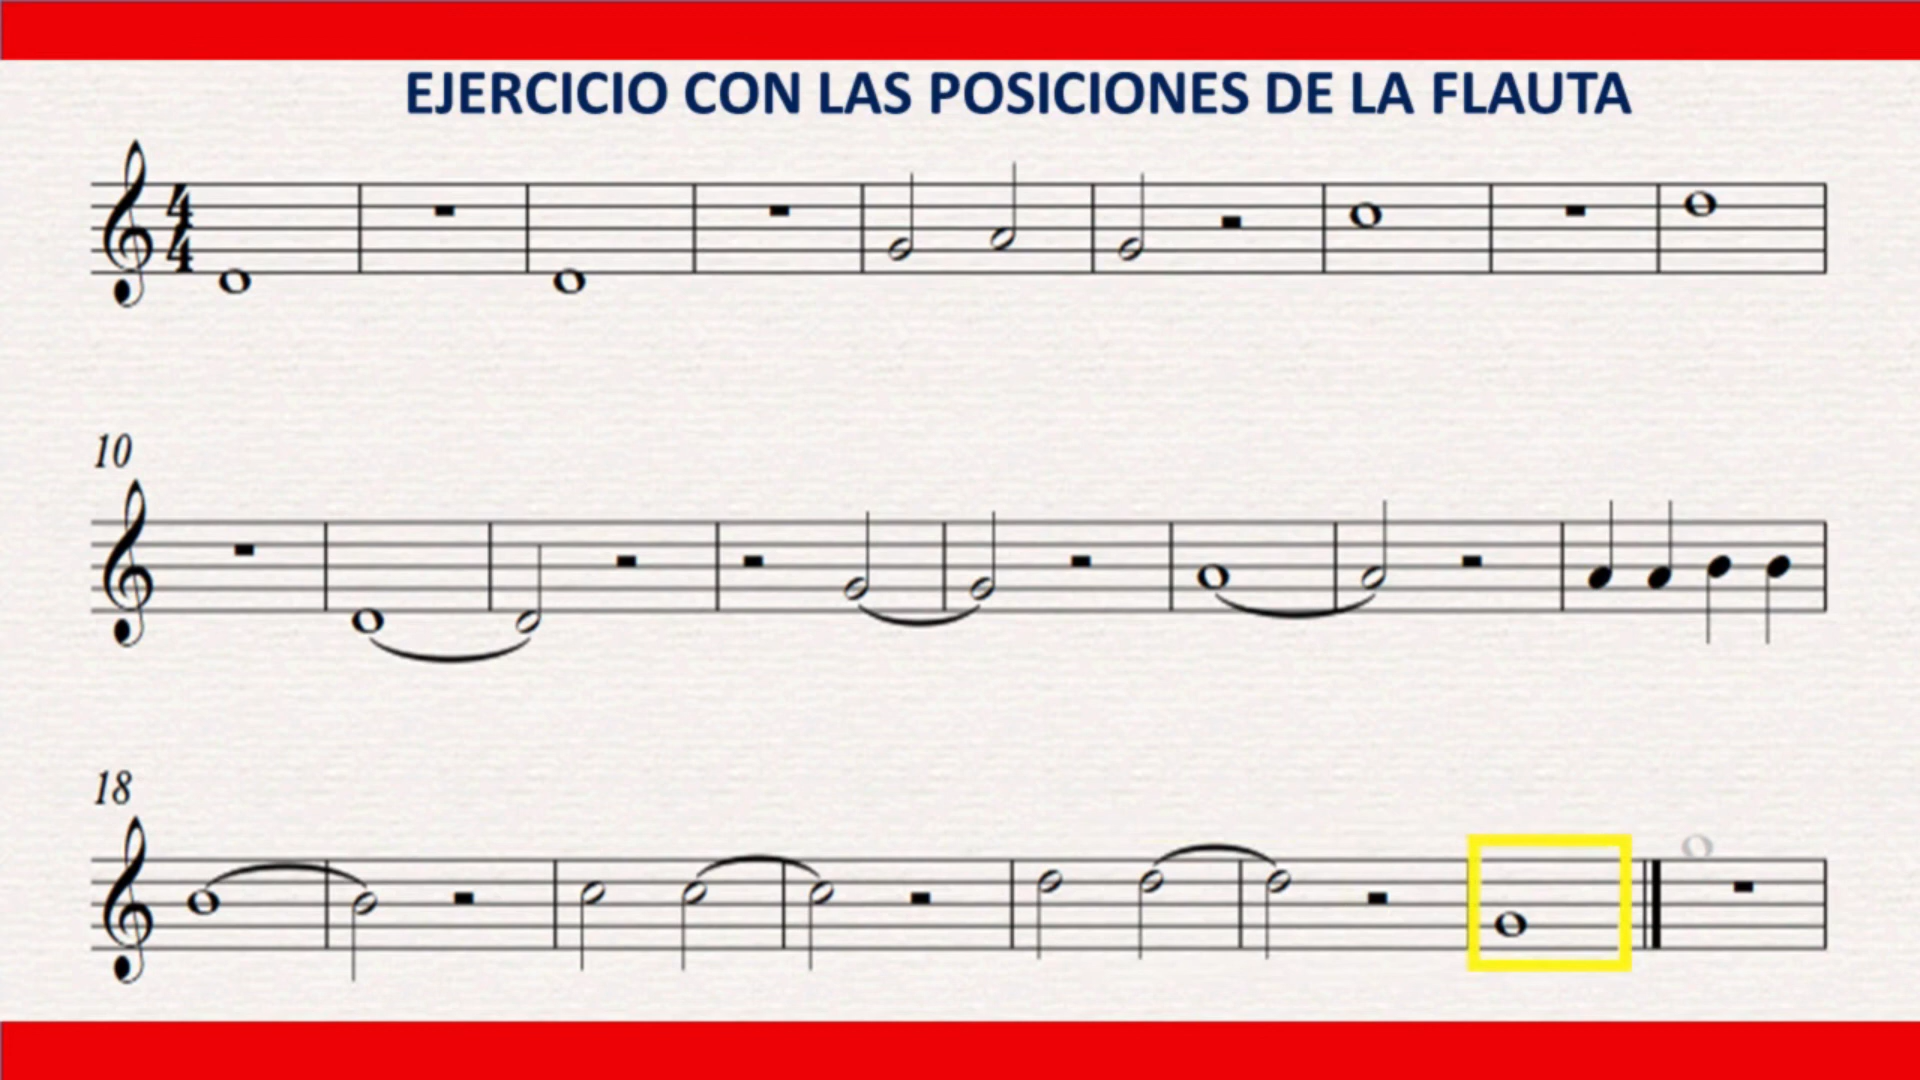 EJERCICIO CON LAS POSICIONES DE LA FLAUTA
4
4
10
18